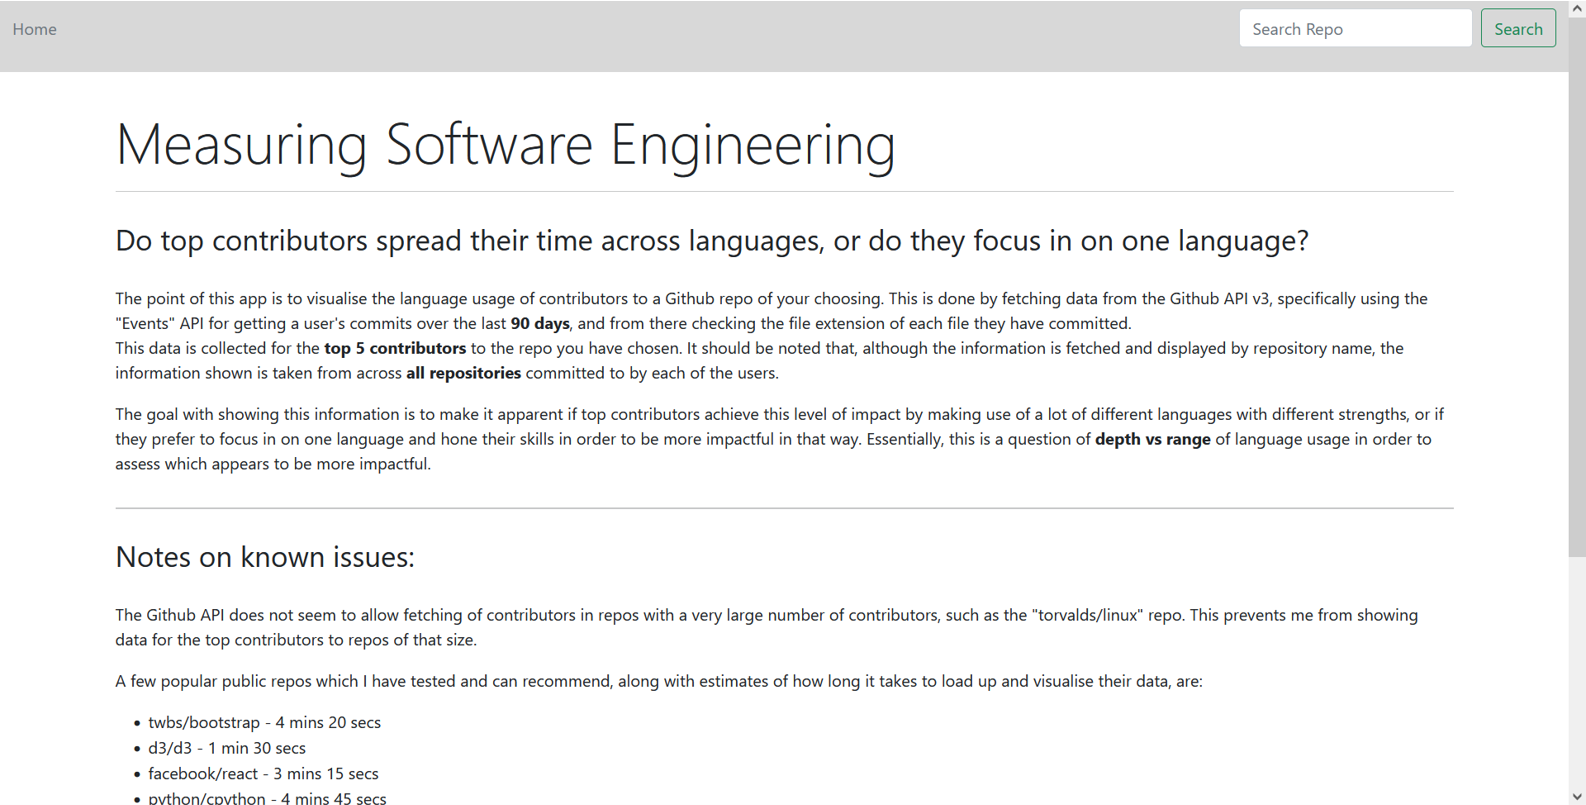 Home
Search Repo
Search
Measuring Software Engineering
Do top contributors spread their time across languages, or do they focus in on one language?
The point of this app is to visualise the language usage of contributors to a Github repo of your choosing. This is done by fetching data from the Github API v3, specifically using the
"Events" API for getting a user's commits over the last 90 days, and from there checking the file extension of each file they have committed.
This data is collected for the top 5 contributors to the repo you have chosen. It should be noted that, although the information is fetched and displayed by repository name, the
information shown is taken from across all repositories committed to by each of the users.
The goal with showing this information is to make it apparent if top contributors achieve this level of impact by making use of a lot of different languages with different strengths, or if
they prefer to focus in on one language and hone their skills in order to be more impactful in that way. Essentially, this is a question of depth vs range of language usage in order to
assess which appears to be more impactful.
Notes on known issues:
The Github API does not seem to allow fetching of contributors in repos with a very large number of contributors, such as the "torvalds/linux" repo. This prevents me from showing
data for the top contributors to repos of that size.
A few popular public repos which I have tested and can recommend, along with estimates of how long it takes to load up and visualise their data, are:
• twbs/bootstrap - 4 mins 20 secs
• d3/d3 - 1 min 30 secs
• facebook/react - 3 mins 15 secs
• python/cpython - 4 mins 45 secs